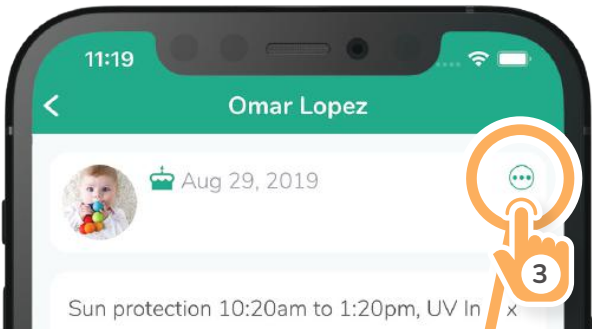 11:19
Omar Lopez
Aug 29, 2019
3
Sun protection 10:20am to 1:20pm, UV In x